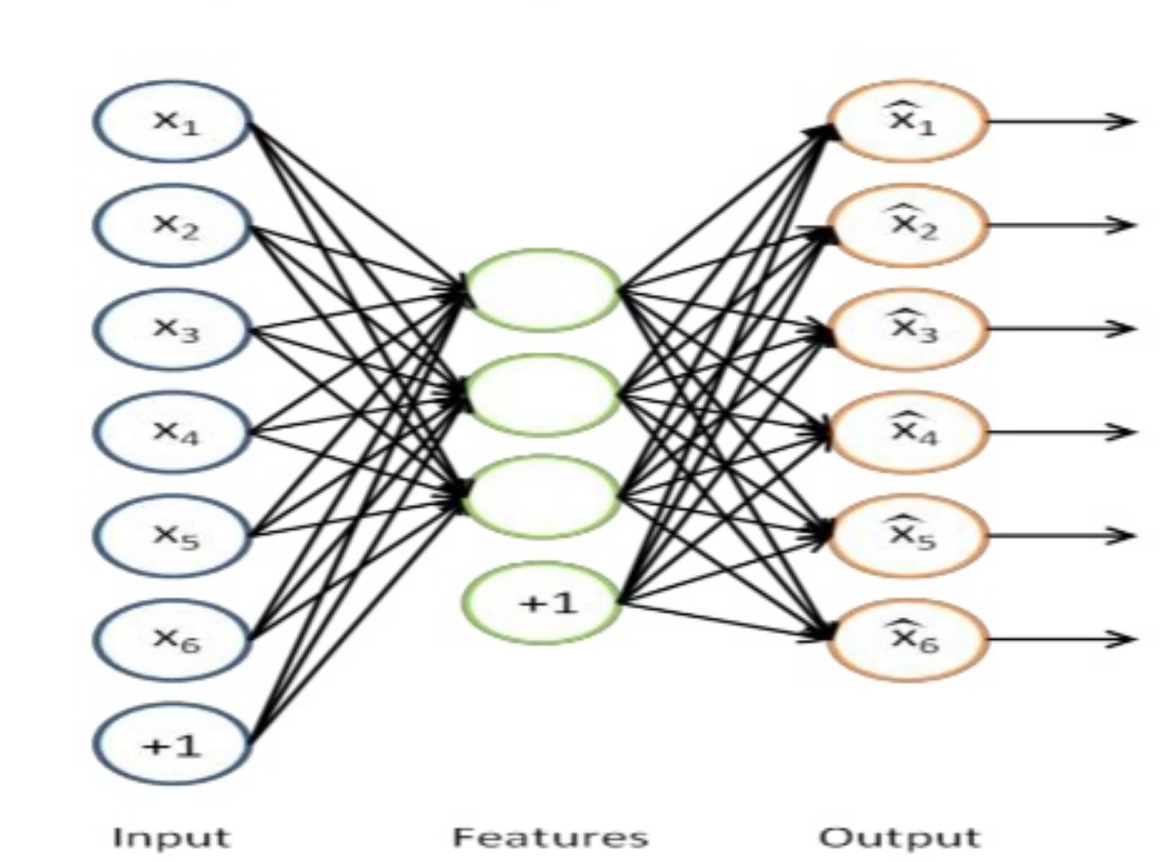 x₁
x₂
x₃
x₄
x₅
x₆
+1
+1
x̂₁
x̂₂
x̂₃
x̂₄
x̂₅
x̂₆
Input
Features
Output